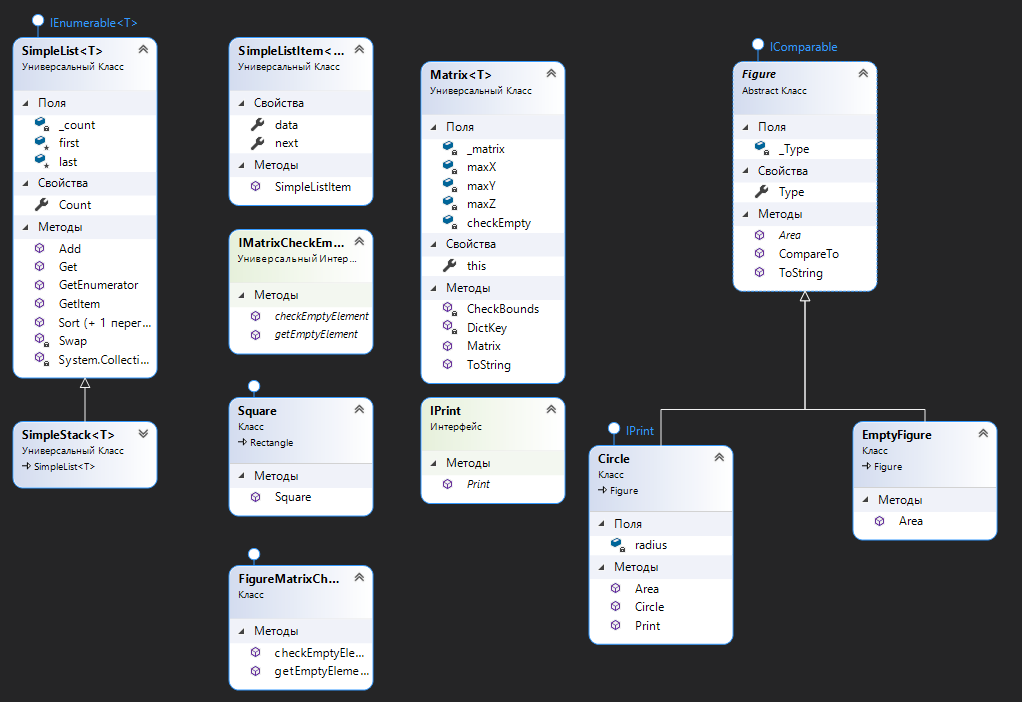 IEnumerable<T>
SimpleList<T>
Универсальный Класс
Поля
_count
first
last
Свойства
Count
Методы
Add
Get
GetEnumerator
GetItem
Sort (+ 1 перег...
Swap
System.Collecti...
SimpleStack<T>
Универсальный Класс
SimpleList<T>
SimpleListItem<...
Универсальный Класс
Свойства
data
next
Методы
SimpleListItem
IMatrixCheckEm...
Универсальный Интер...
Методы
checkEmptyElement
getEmptyElement
Square
Класс
Rectangle
Методы
Square
FigureMatrixCh...
Класс
Методы
checkEmptyEle...
getEmptyEleme...
Matrix<T>
Универсальный Класс
Поля
_matrix
maxX
maxY
maxZ
checkEmpty
Свойства
this
Методы
CheckBounds
DictKey
Matrix
ToString
IPrint
Интерфейс
Методы
Print
IComparable
Figure
Abstract Класс
Поля
_Type
Свойства
Type
Методы
Area
CompareTo
ToString
IPrint
Circle
Класс
Figure
Поля
radius
Методы
Area
Circle
Print
EmptyFigure
Класс
Figure
Методы
Area